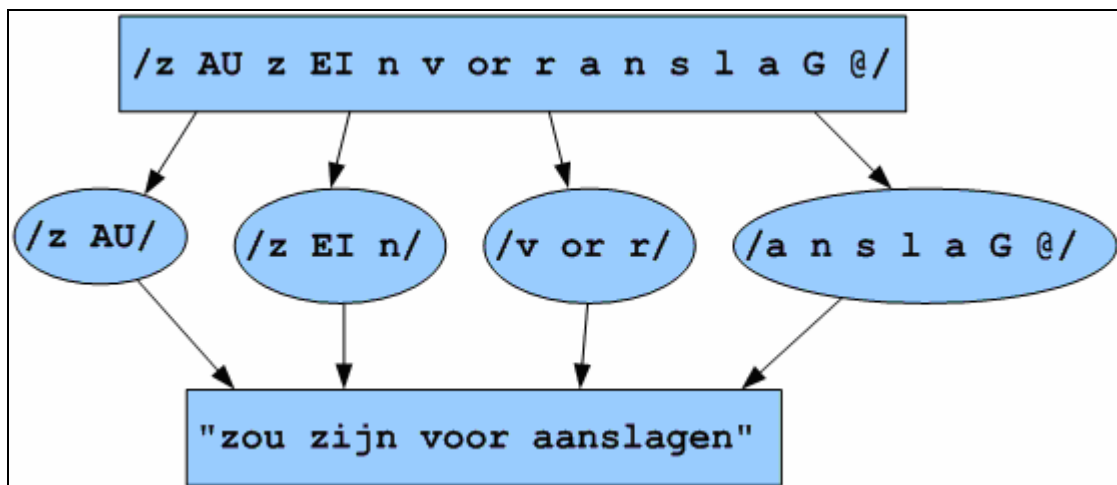 /z AU z EI n v or r a n s l a G @/
/z AU/
/z EI n/
/v or r/
/a n s l a G @/
"zou zijn voor aanslagen"